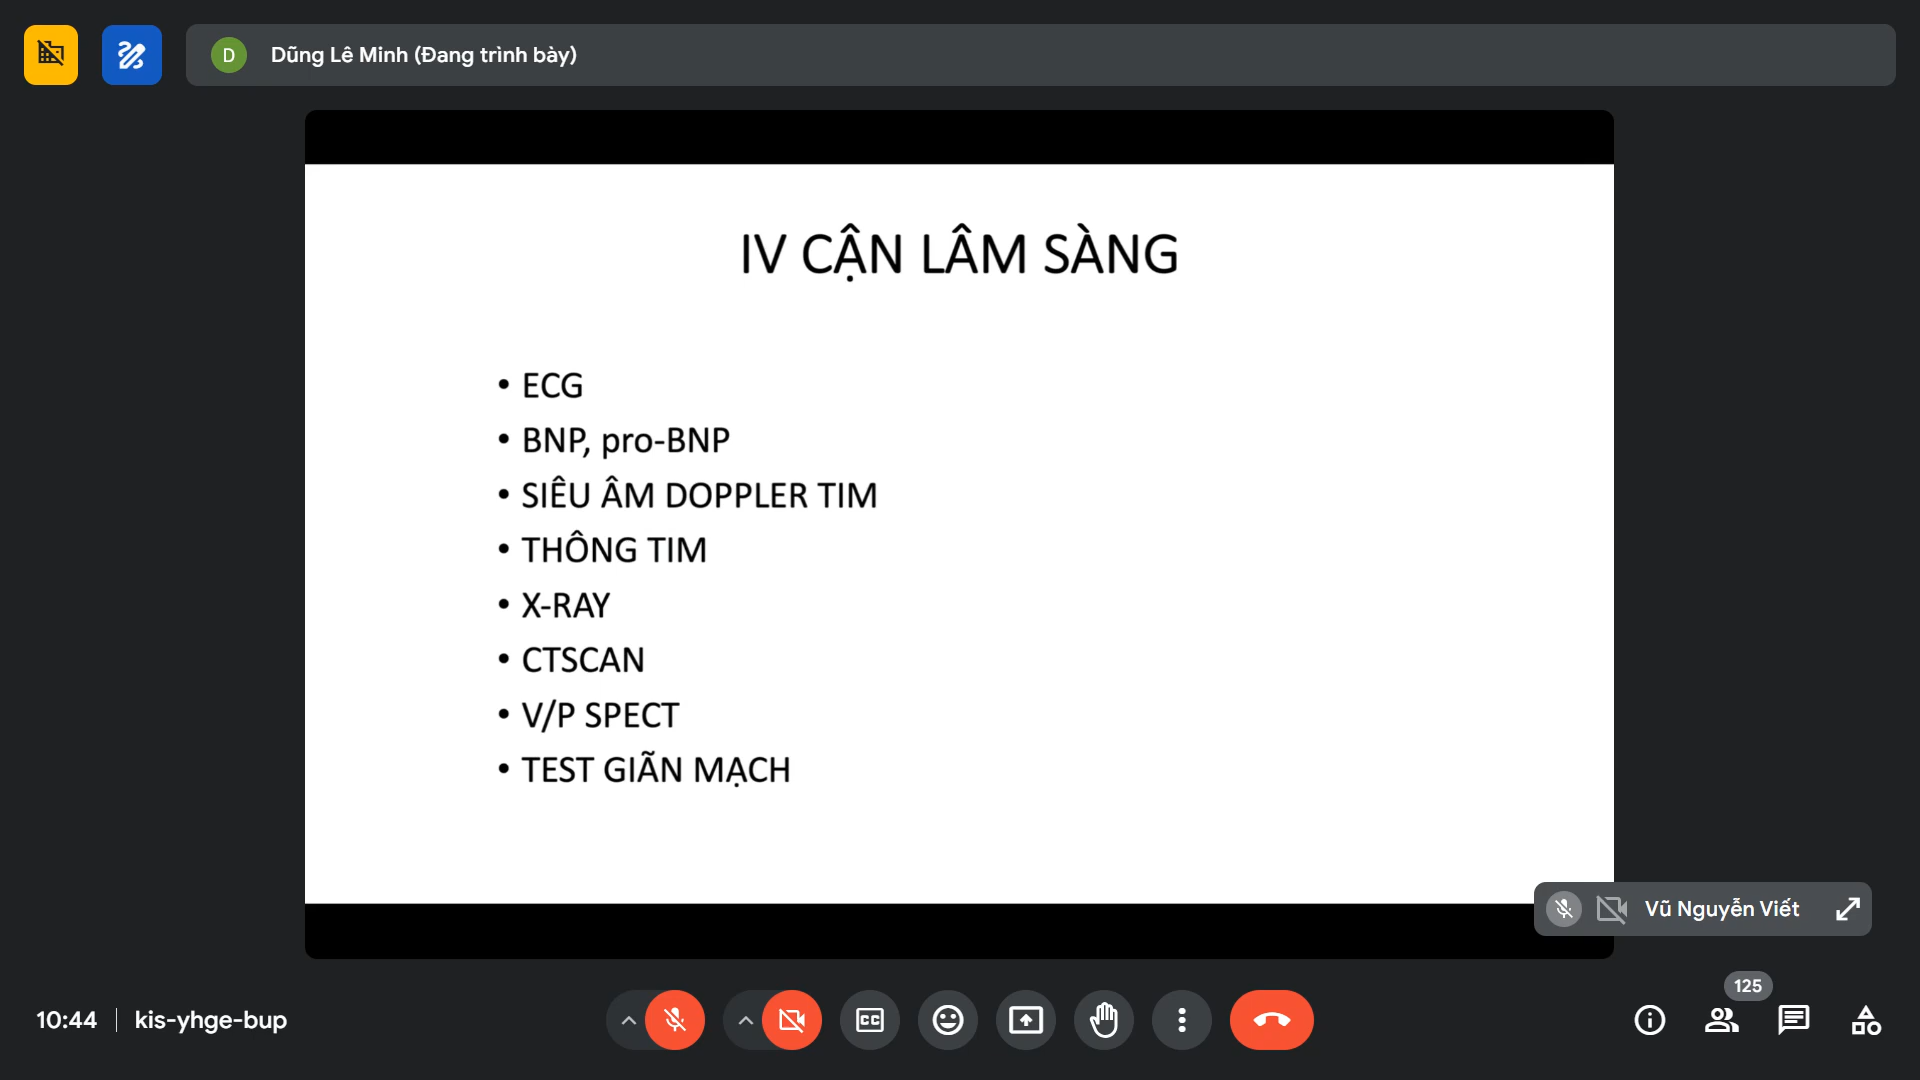 D Dũng Lê Minh (Đang trình bày)
IV CẬN LÂM SÀNG
• ECG
• BNP, pro-BNP
• SIÊU ÂM DOPPLER TIM
• THÔNG TIM
• X-RAY
• CTSCAN
• V/P SPECT
• TEST GIÃN MẠCH
Vũ Nguyễn Viết
125
10:44 | kis-yhge-bup
CC